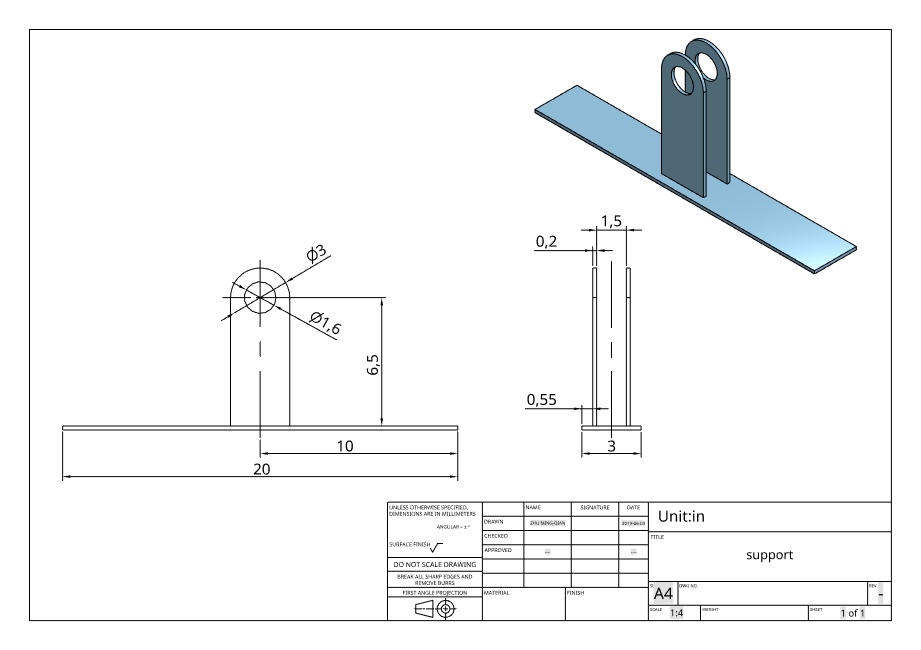 1,5
0,2
Ø3
Ø1,6
6,5
0,55
10
3
20
UNLESS OTHERWISE SPECIFIED,
DIMENSIONS ARE IN MILLIMETERS
ANGULAR = ± °
SURFACE FINISH
DO NOT SCALE DRAWING
BREAK ALL SHARP EDGES AND
REMOVE BURRS
FIRST ANGLE PROJECTION
NAME SIGNATURE DATE
DRAWN ZHU NING-QIAN 2019-06-03
CHECKED
APPROVED --- ---
MATERIAL FINISH
Unit:in
TITLE
support
A4 DWG NO. REV. -
SCALE 1:4 WEIGHT SHEET 1 of 1